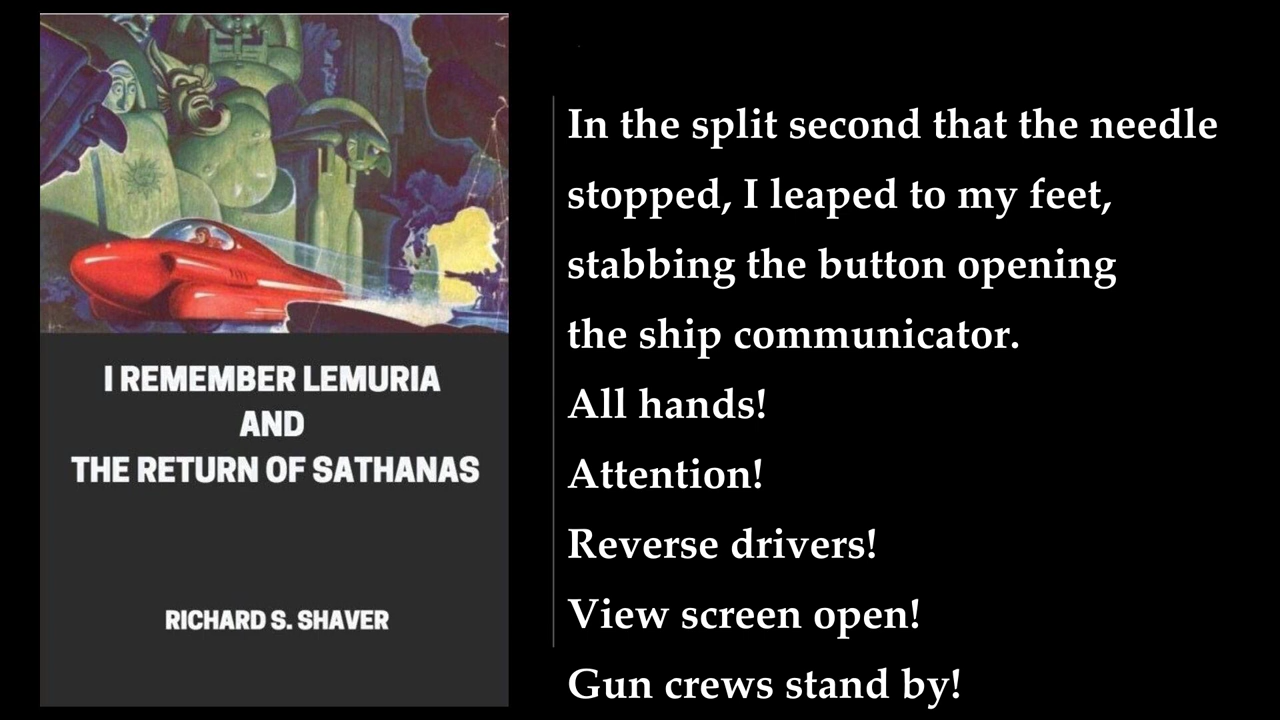 I REMEMBER LEMURIA
AND
THE RETURN OF SATHANAS
RICHARD S. SHAVER
In the split second that the needle
stopped, I leaped to my feet,
stabbing the button opening
the ship communicator.
All hands!
Attention!
Reverse drivers!
View screen open!
Gun crews stand by!